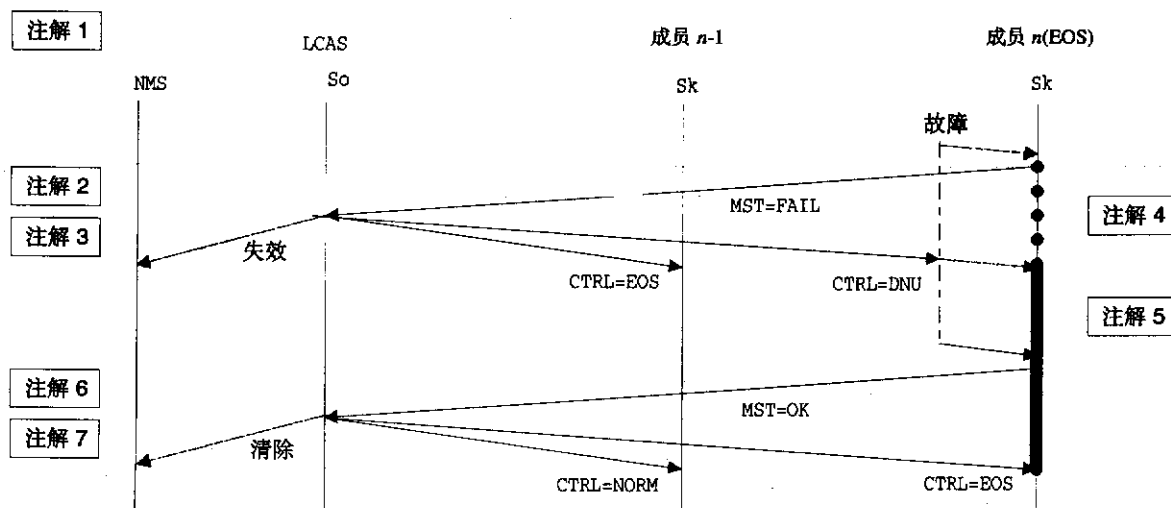 注解 1
LCAS
成员 n-1
成员 n(EOS)
NMS
So
Sk
Sk
故障
注解 2
MST=FAIL
注解 4
注解 3
失效
CTRL=EOS
CTRL=DNU
注解 5
注解 6
MST=OK
注解 7
清除
CTRL=NORM
CTRL=EOS